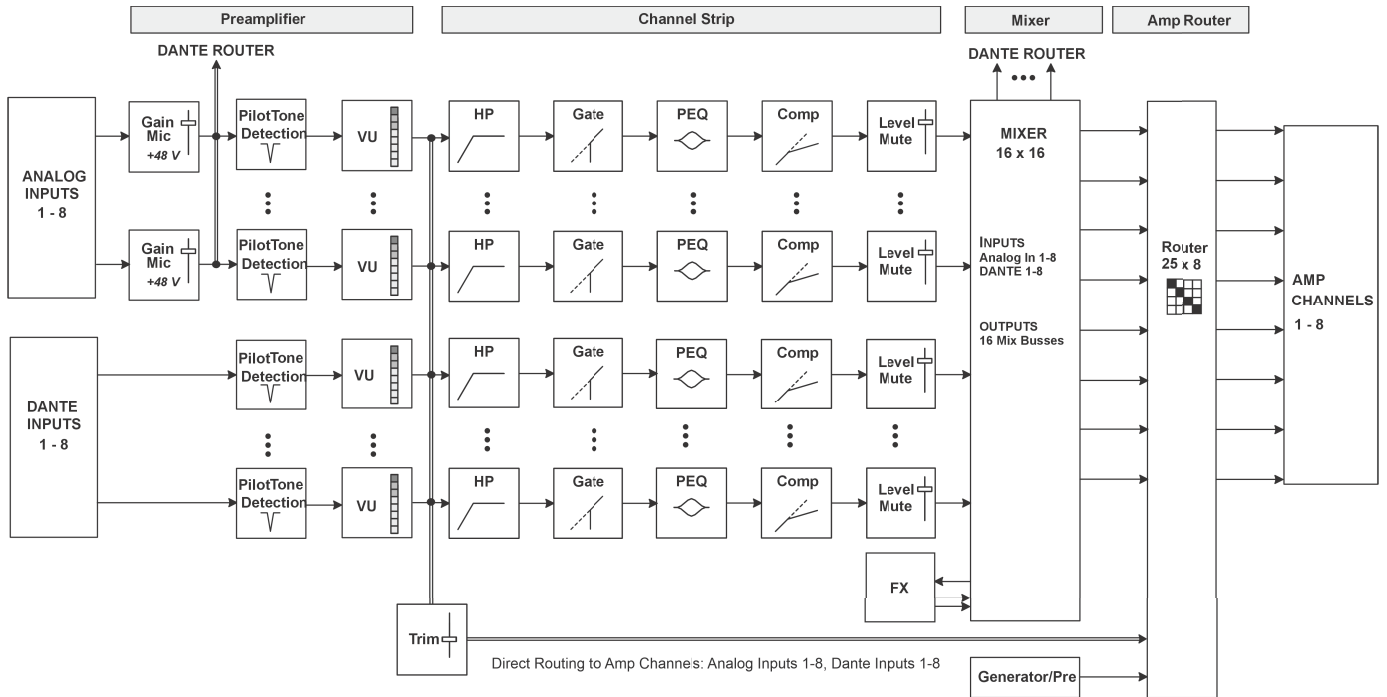 Preamplifier
Channel Strip
Mixer
Amp Router
DANTE ROUTER
DANTE ROUTER
ANALOG
INPUTS
1 - 8
Gain
Mic
+48 V
PilotTone
Detection
VU
HP
Gate
PEQ
Comp
Level
Mute
MIXER
16 x 16
Gain
Mic
+48 V
PilotTone
Detection
VU
HP
Gate
PEQ
Comp
Level
Mute
INPUTS
Analog In 1-8
DANTE 1-8
OUTPUTS
16 Mix Busses
Router
25 x 8
AMP
CHANNELS
1 - 8
DANTE
INPUTS
1 - 8
PilotTone
Detection
VU
HP
Gate
PEQ
Comp
Level
Mute
PilotTone
Detection
VU
HP
Gate
PEQ
Comp
Level
Mute
FX
Trim
Direct Routing to Amp Channels: Analog Inputs 1-8, Dante Inputs 1-8
Generator/Pre